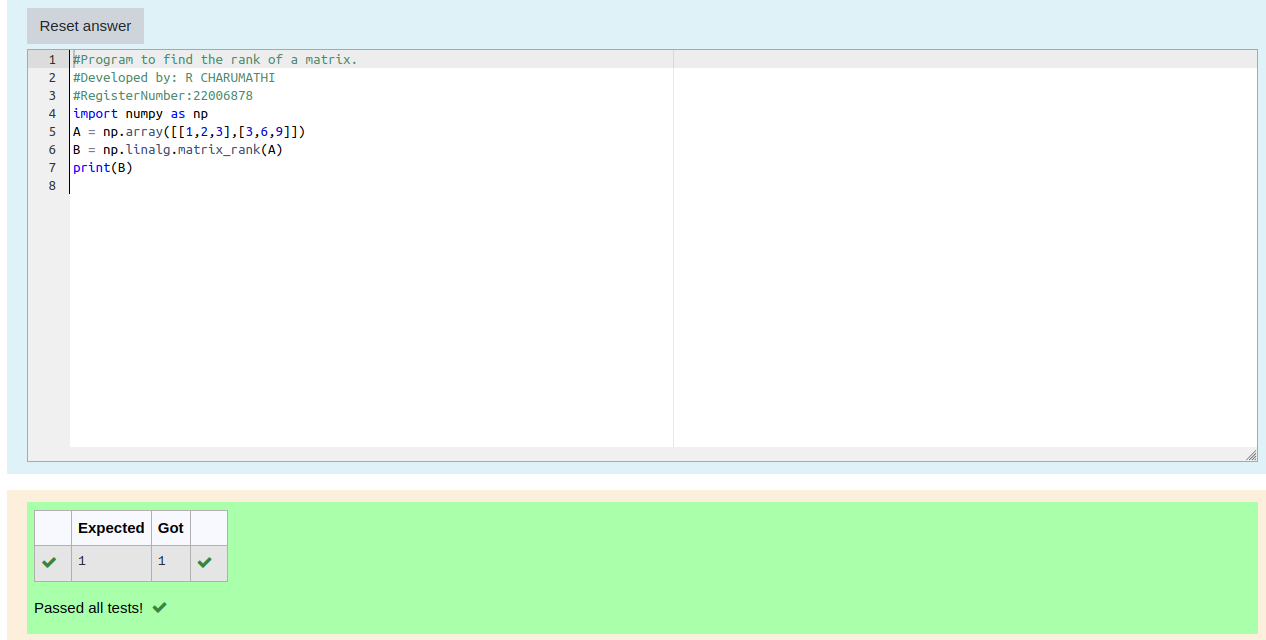 Reset answer
1 #Program to find the rank of a matrix.
2 #Developed by: R CHARUMATHI
3 #RegisterNumber:22006878
4 import numpy as np
5 A = np.array([[1,2,3],[3,6,9]])
6 B = np.linalg.matrix_rank(A)
7 print(B)
8
Expected Got
1 1
Passed all tests!